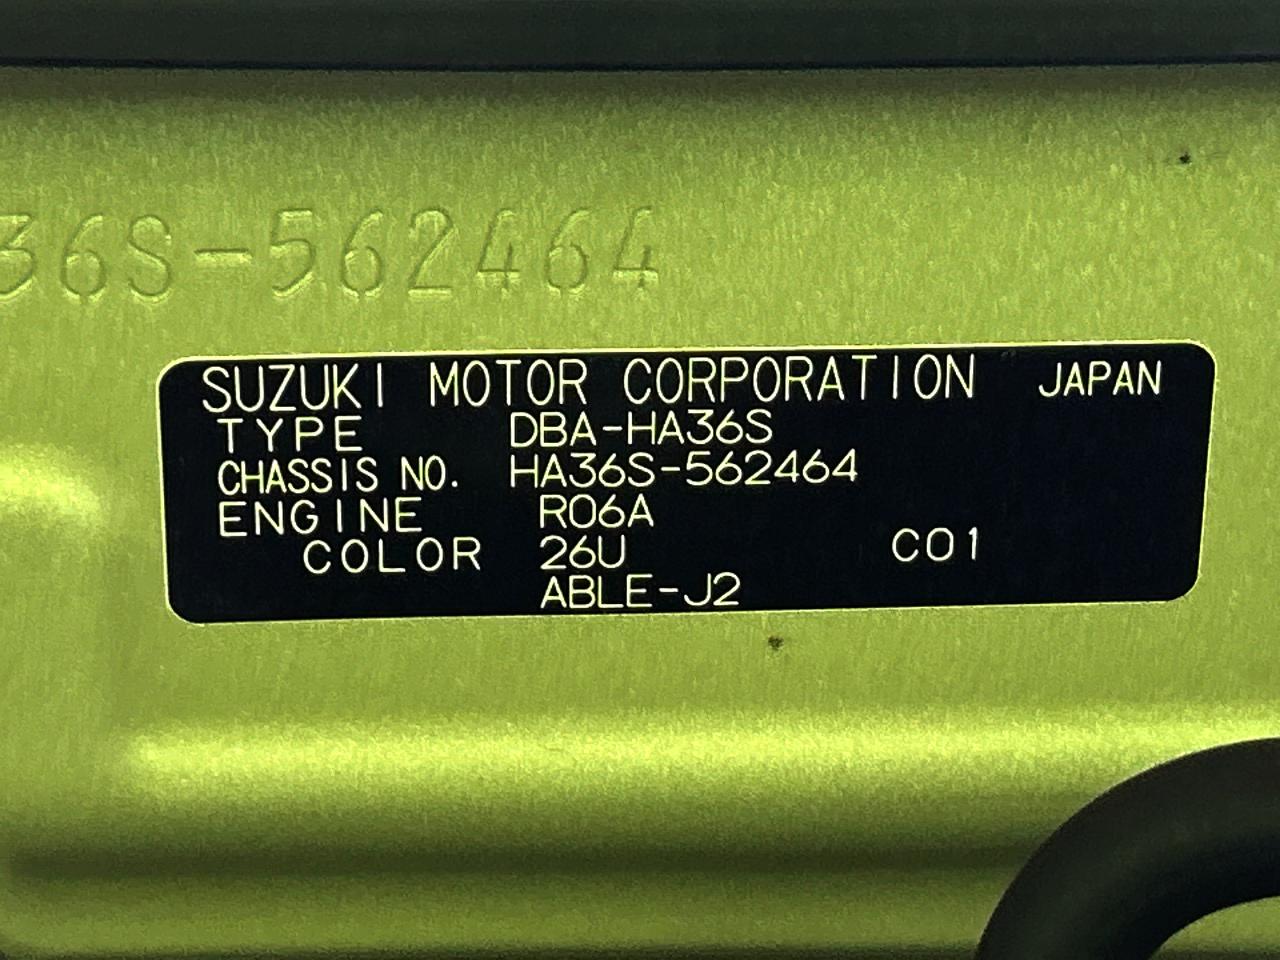 36S-562464
SUZUKI MOTOR CORPORATION JAPAN
TYPE DBA-HA36S
CHASSIS NO. HA36S-562464
ENGINE R06A
COLOR 26U C01
ABLE-J2